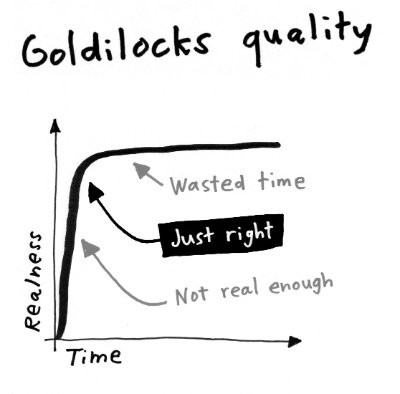 Goldilocks quality
Wasted time
Just right
Not real enough
Realness
Time